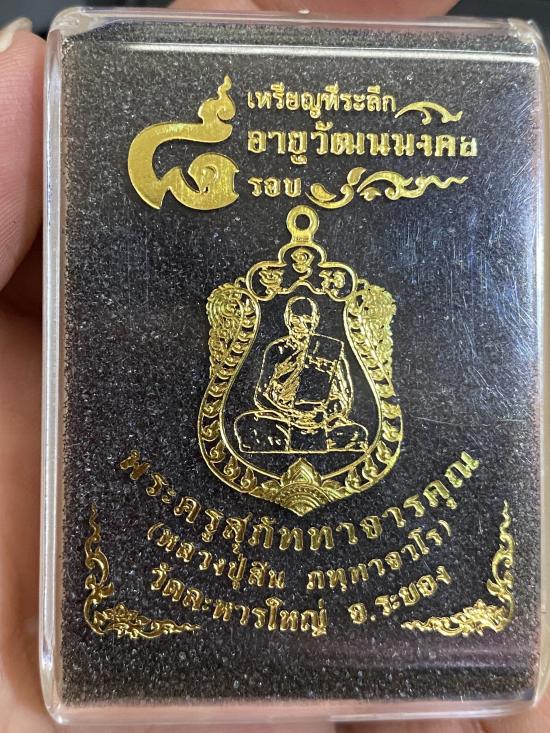 ๘
เหรียญที่ระลึก
อายุวัฒนมงคล
รอบ
พระครูสุภัททาจารคุณ
(หลวงปู่สิน ภททาจาโร)
วัดละหารใหญ่ อ.ระยอง